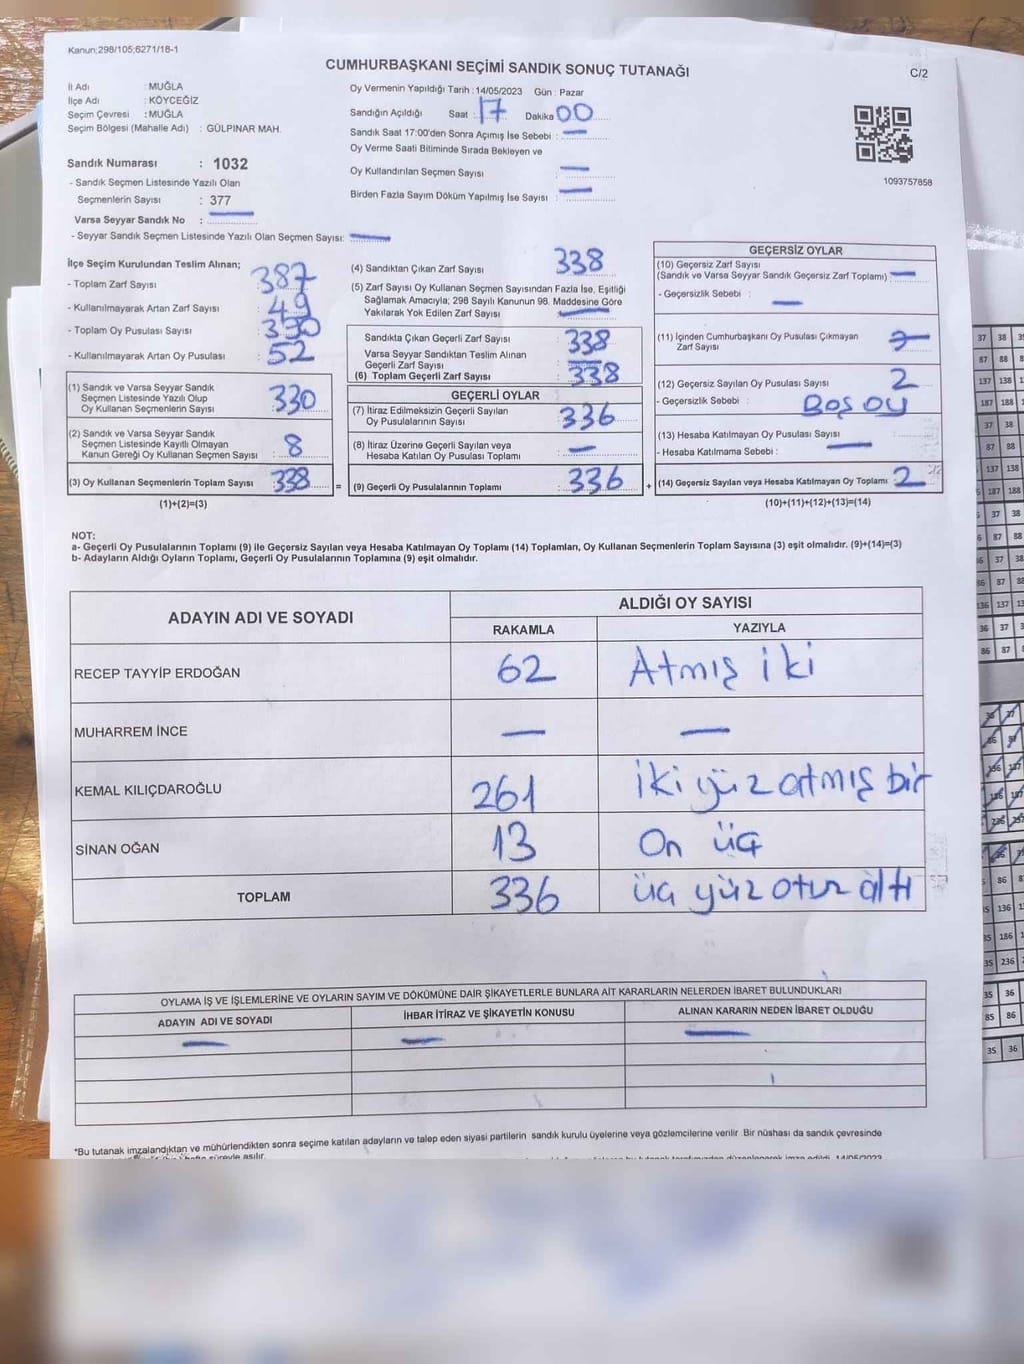 Kanun;298/105;6271/18-1
CUMHURBAŞKANI SEÇİMİ SANDIK SONUÇ TUTANAĞI
C/2
İl Adı : MUĞLA
İlçe Adı : KÖYCEĞİZ
Seçim Çevresi : MUĞLA
Seçim Bölgesi (Mahalle Adı) : GÜLPINAR MAH.
Sandık Numarası : 1032
- Sandık Seçmen Listesinde Yazılı Olan
Seçmenlerin Sayısı : 377
Varsa Seyyar Sandık No : —
- Seyyar Sandık Seçmen Listesinde Yazılı Olan Seçmen Sayısı: —
Oy Vermenin Yapıldığı Tarih : 14/05/2023 Gün : Pazar
Sandığın Açıldığı Saat : 17 Dakika 00
Sandık Saat 17:00'den Sonra Açımış İse Sebebi : —
Oy Verme Saati Bitiminde Sırada Bekleyen ve
Oy Kullandırılan Seçmen Sayısı : —
Birden Fazla Sayım Döküm Yapılmış İse Sayısı : —
1093757858
İlçe Seçim Kurulundan Teslim Alınan;
- Toplam Zarf Sayısı : 387
- Kullanılmayarak Artan Zarf Sayısı : 49
- Toplam Oy Pusulası Sayısı :
- Kullanılmayarak Artan Oy Pusulası : 52
(1) Sandık ve Varsa Seyyar Sandık
Seçmen Listesinde Yazılı Olup
Oy Kullanan Seçmenlerin Sayısı : 330
(2) Sandık ve Varsa Seyyar Sandık
Seçmen Listesinde Kayıtlı Olmayan
Kanun Gereği Oy Kullanan Seçmen Sayısı : 8
(3) Oy Kullanan Seçmenlerin Toplam Sayısı : 338 =
(1)+(2)=(3)
(4) Sandıktan Çıkan Zarf Sayısı : 338
(5) Zarf Sayısı Oy Kullanan Seçmen Sayısından Fazla İse, Eşitliği
Sağlamak Amacıyla; 298 Sayılı Kanunun 98. Maddesine Göre
Yakılarak Yok Edilen Zarf Sayısı : —
Sandıkta Çıkan Geçerli Zarf Sayısı : 338
Varsa Seyyar Sandıktan Teslim Alınan
Geçerli Zarf Sayısı : —
(6) Toplam Geçerli Zarf Sayısı : 338
GEÇERLİ OYLAR
(7) İtiraz Edilmeksizin Geçerli Sayılan
Oy Pusulalarının Sayısı : 336
(8) İtiraz Üzerine Geçerli Sayılan veya
Hesaba Katılan Oy Pusulası Toplamı : —
(9) Geçerli Oy Pusulalarının Toplamı : 336 +
GEÇERSİZ OYLAR
(10) Geçersiz Zarf Sayısı
(Sandık ve Varsa Seyyar Sandık Geçersiz Zarf Toplamı) : —
- Geçersizlik Sebebi : —
(11) İçinden Cumhurbaşkanı Oy Pusulası Çıkmayan
Zarf Sayısı :
(12) Geçersiz Sayılan Oy Pusulası Sayısı : 2
- Geçersizlik Sebebi : BOŞ OY
(13) Hesaba Katılmayan Oy Pusulası Sayısı : —
- Hesaba Katılmama Sebebi :
(14) Geçersiz Sayılan veya Hesaba Katılmayan Oy Toplamı : 2
(10)+(11)+(12)+(13)=(14)
NOT:
a- Geçerli Oy Pusulalarının Toplamı (9) ile Geçersiz Sayılan veya Hesaba Katılmayan Oy Toplamı (14) Toplamları, Oy Kullanan Seçmenlerin Toplam Sayısına (3) eşit olmalıdır. (9)+(14)=(3)
b- Adayların Aldığı Oyların Toplamı, Geçerli Oy Pusulalarının Toplamına (9) eşit olmalıdır.
ADAYIN ADI VE SOYADI ALDIĞI OY SAYISI
RAKAMLA YAZIYLA
RECEP TAYYİP ERDOĞAN 62 Atmış iki
MUHARREM İNCE — —
KEMAL KILIÇDAROĞLU 261 iki yüz atmış bir
SİNAN OĞAN 13 On üç
TOPLAM 336 üç yüz otuz altı
OYLAMA İŞ VE İŞLEMLERİNE VE OYLARIN SAYIM VE DÖKÜMÜNE DAİR ŞİKAYETLERLE BUNLARA AİT KARARLARIN NELERDEN İBARET BULUNDUKLARI
ADAYIN ADI VE SOYADI İHBAR İTİRAZ VE ŞİKAYETİN KONUSU ALINAN KARARIN NEDEN İBARET OLDUĞU
— — —
*Bu tutanak imzalandıktan ve mühürlendikten sonra seçime katılan adayların ve talep eden siyasi partilerin sandık kurulu üyelerine veya gözlemcilerine verilir. Bir nüshası da sandık çevresinde